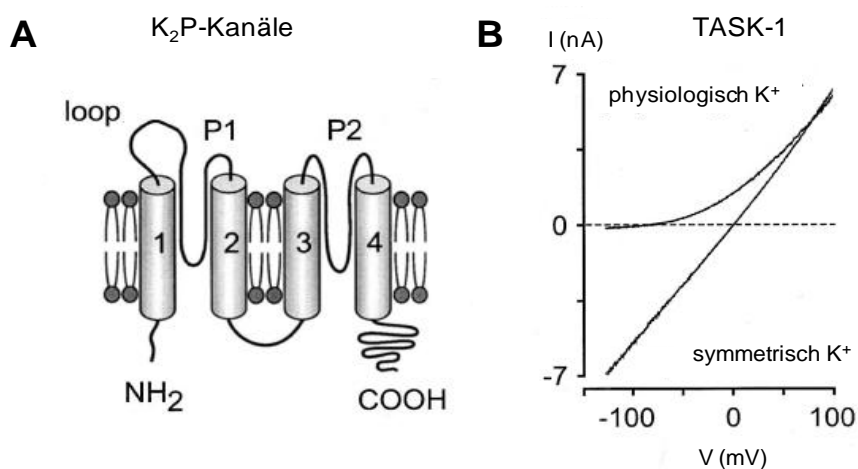 A
K₂P-Kanäle
loop
P1
P2
1
2
3
4
NH₂
COOH
B
I (nA)
TASK-1
7
physiologisch K⁺
0
symmetrisch K⁺
-7
-100
0
100
V (mV)